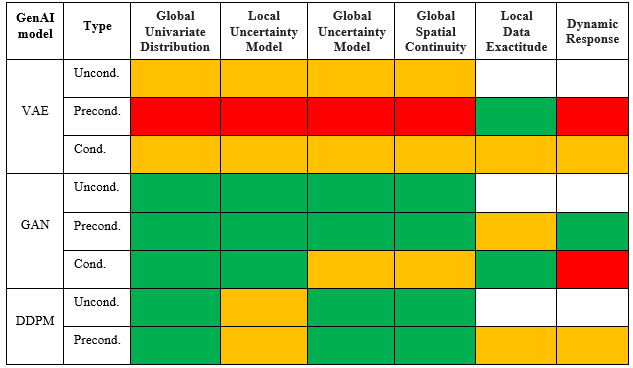 GenAI model Type Global Univariate Distribution Local Uncertainty Model Global Uncertainty Model Global Spatial Continuity Local Data Exactitude Dynamic Response
VAE
Uncond.
Precond.
Cond.
GAN
Uncond.
Precond.
Cond.
DDPM
Uncond.
Precond.